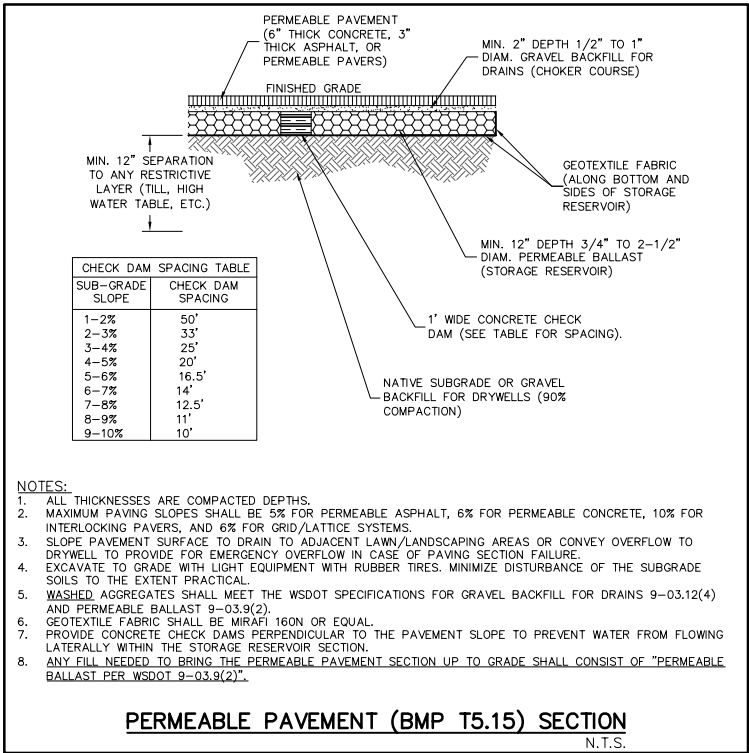 PERMEABLE PAVEMENT
(6" THICK CONCRETE, 3"
THICK ASPHALT, OR
PERMEABLE PAVERS)
MIN. 2" DEPTH 1/2" TO 1"
DIAM. GRAVEL BACKFILL FOR
DRAINS (CHOKER COURSE)
FINISHED GRADE
MIN. 12" SEPARATION
TO ANY RESTRICTIVE
LAYER (TILL, HIGH
WATER TABLE, ETC.)
GEOTEXTILE FABRIC
(ALONG BOTTOM AND
SIDES OF STORAGE
RESERVOIR)
MIN. 12" DEPTH 3/4" TO 2-1/2"
DIAM. PERMEABLE BALLAST
(STORAGE RESERVOIR)
1' WIDE CONCRETE CHECK
DAM (SEE TABLE FOR SPACING).
NATIVE SUBGRADE OR GRAVEL
BACKFILL FOR DRYWELLS (90%
COMPACTION)
CHECK DAM SPACING TABLE
SUB-GRADE SLOPE CHECK DAM SPACING
1-2% 50'
2-3% 33'
3-4% 25'
4-5% 20'
5-6% 16.5'
6-7% 14'
7-8% 12.5'
8-9% 11'
9-10% 10'
NOTES:
1. ALL THICKNESSES ARE COMPACTED DEPTHS.
2. MAXIMUM PAVING SLOPES SHALL BE 5% FOR PERMEABLE ASPHALT, 6% FOR PERMEABLE CONCRETE, 10% FOR
INTERLOCKING PAVERS, AND 6% FOR GRID/LATTICE SYSTEMS.
3. SLOPE PAVEMENT SURFACE TO DRAIN TO ADJACENT LAWN/LANDSCAPING AREAS OR CONVEY OVERFLOW TO
DRYWELL TO PROVIDE FOR EMERGENCY OVERFLOW IN CASE OF PAVING SECTION FAILURE.
4. EXCAVATE TO GRADE WITH LIGHT EQUIPMENT WITH RUBBER TIRES. MINIMIZE DISTURBANCE OF THE SUBGRADE
SOILS TO THE EXTENT PRACTICAL.
5. WASHED AGGREGATES SHALL MEET THE WSDOT SPECIFICATIONS FOR GRAVEL BACKFILL FOR DRAINS 9-03.12(4)
AND PERMEABLE BALLAST 9-03.9(2).
6. GEOTEXTILE FABRIC SHALL BE MIRAFI 160N OR EQUAL.
7. PROVIDE CONCRETE CHECK DAMS PERPENDICULAR TO THE PAVEMENT SLOPE TO PREVENT WATER FROM FLOWING
LATERALLY WITHIN THE STORAGE RESERVOIR SECTION.
8. ANY FILL NEEDED TO BRING THE PERMEABLE PAVEMENT SECTION UP TO GRADE SHALL CONSIST OF "PERMEABLE
BALLAST PER WSDOT 9-03.9(2)".
PERMEABLE PAVEMENT (BMP T5.15) SECTION
N.T.S.